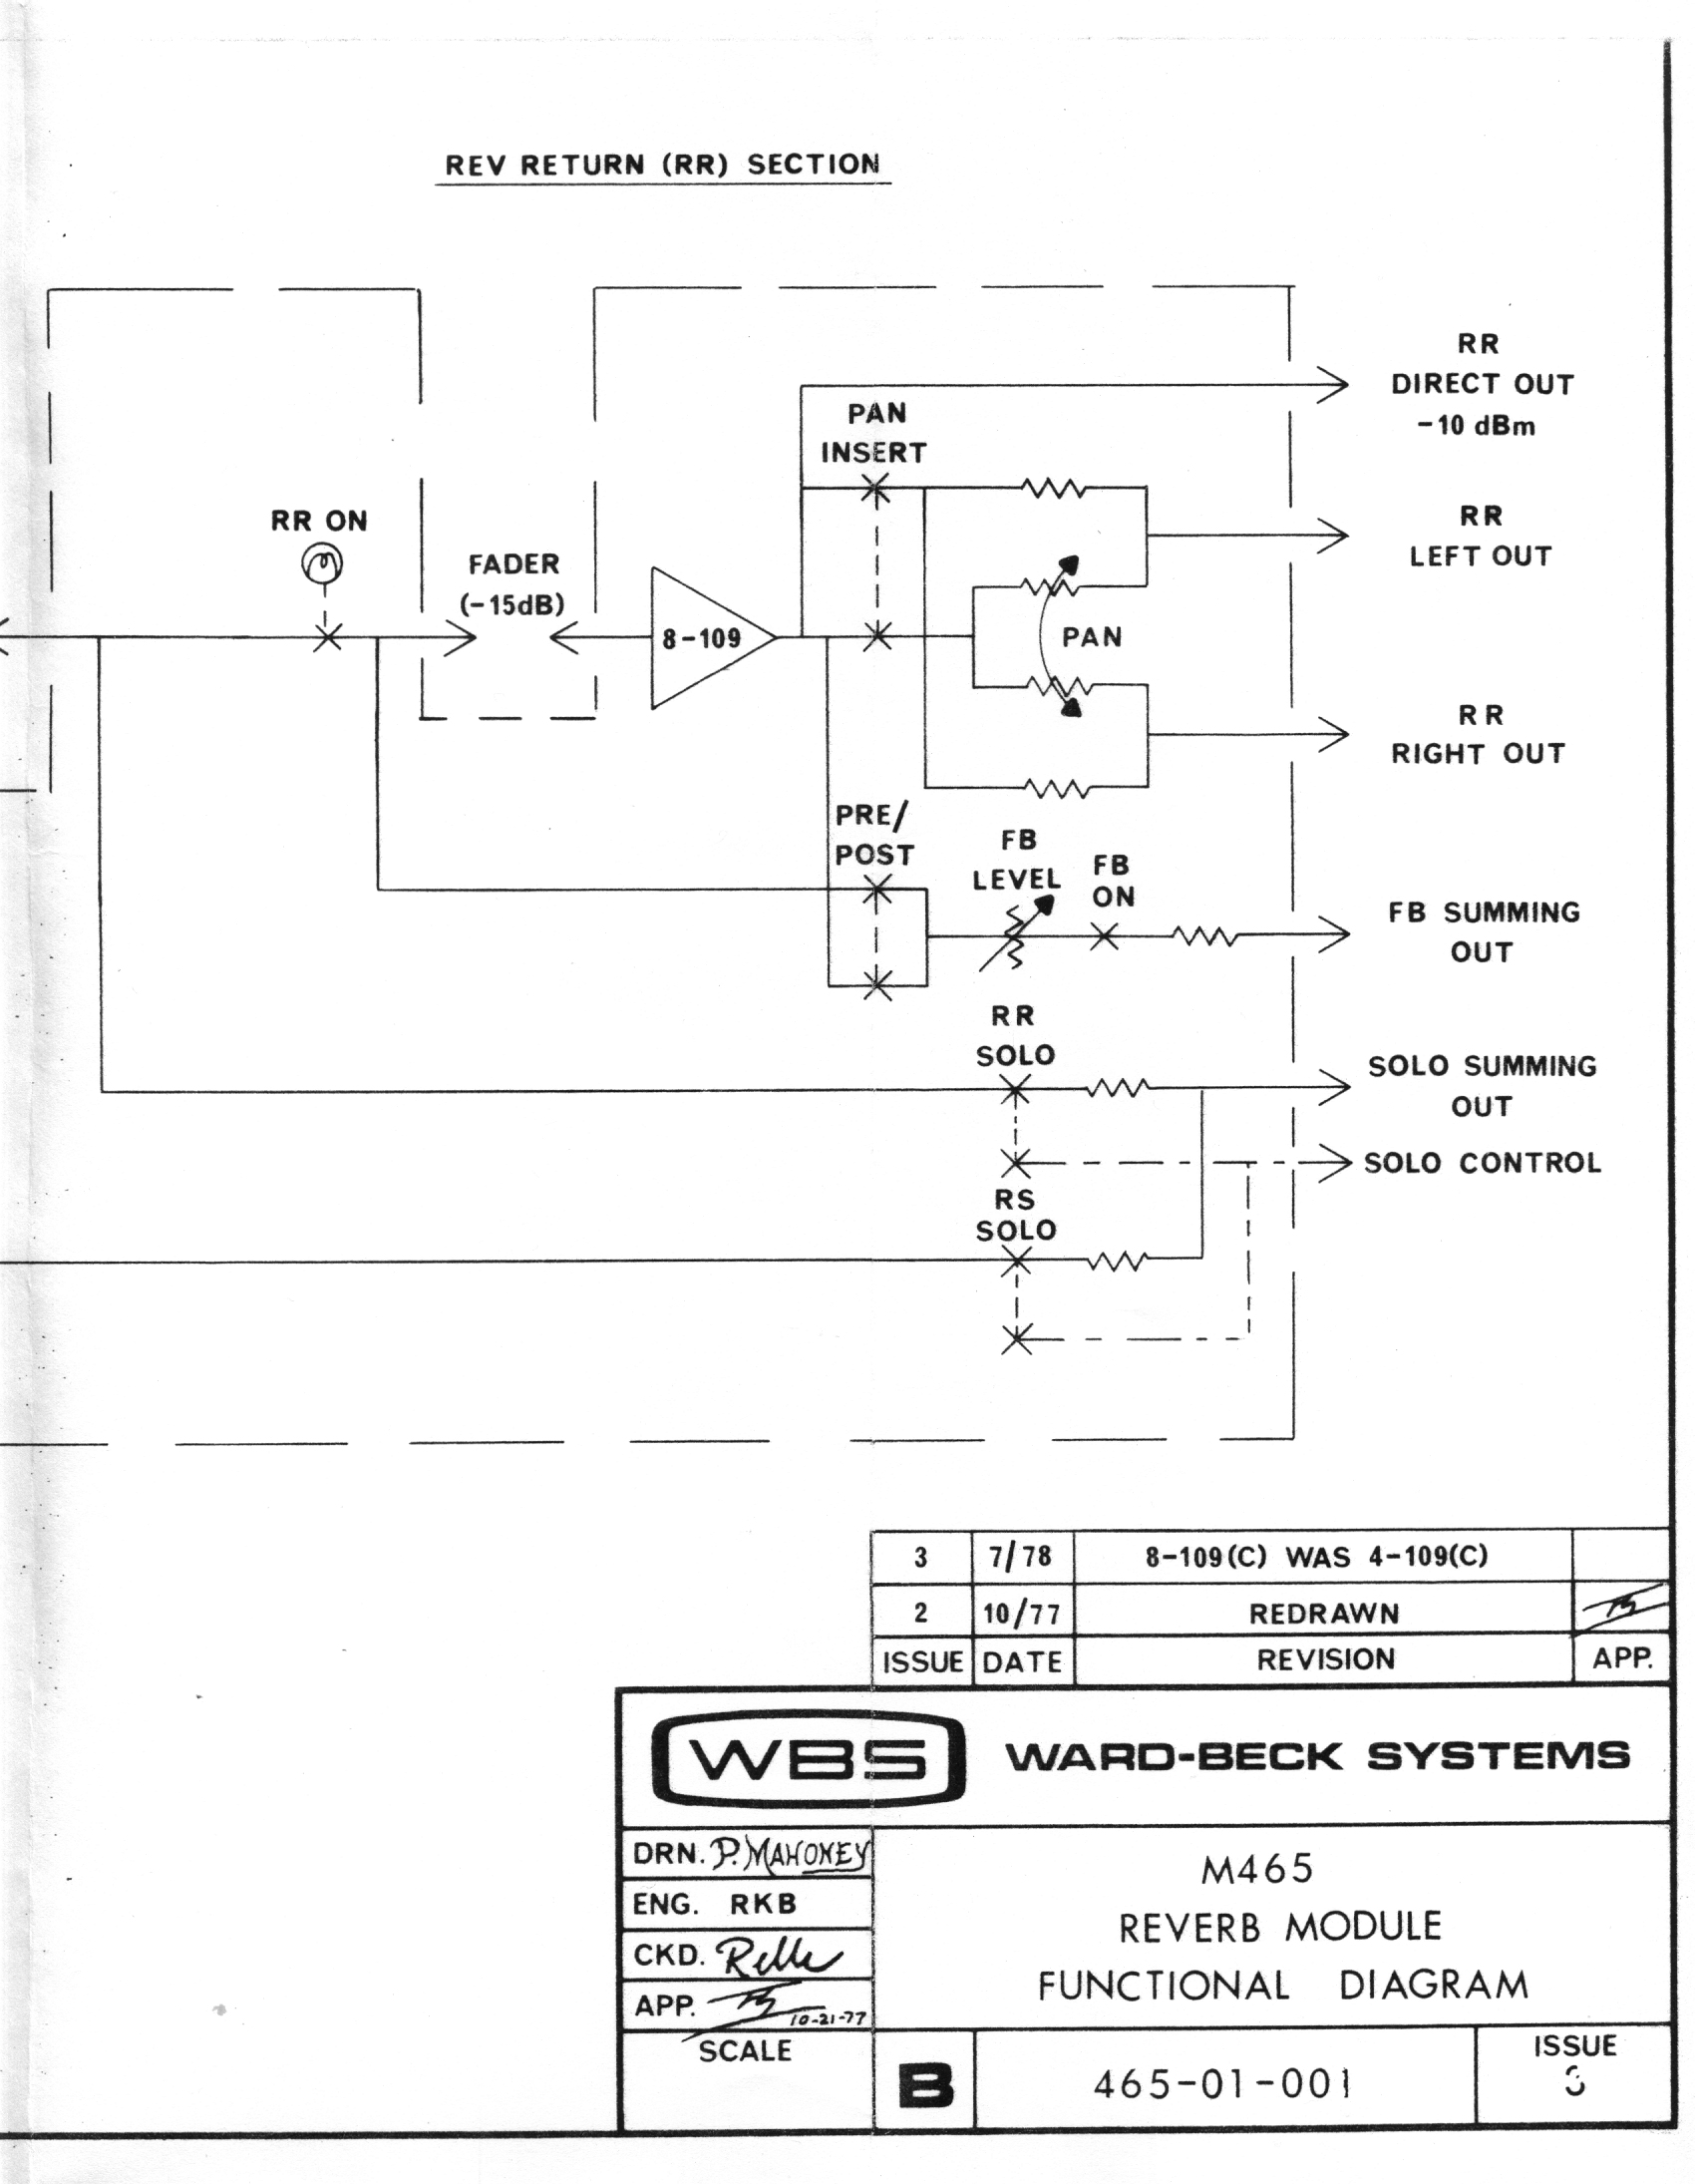 REV RETURN (RR) SECTION
RR
DIRECT OUT
-10 dBm
PAN
INSERT
RR ON
FADER
(-15dB)
8-109
RR
LEFT OUT
PAN
RR
RIGHT OUT
PRE/
POST
FB
LEVEL
FB
ON
FB SUMMING
OUT
RR
SOLO
SOLO SUMMING
OUT
SOLO CONTROL
RS
SOLO
3 7/78 8-109(C) WAS 4-109(C)
2 10/77 REDRAWN
ISSUE DATE REVISION APP.
WBS WARD-BECK SYSTEMS
DRN. P. MAHONEY
ENG. RKB
CKD.
APP. 10-21-77
SCALE
M465
REVERB MODULE
FUNCTIONAL DIAGRAM
B
465-01-001
ISSUE
3